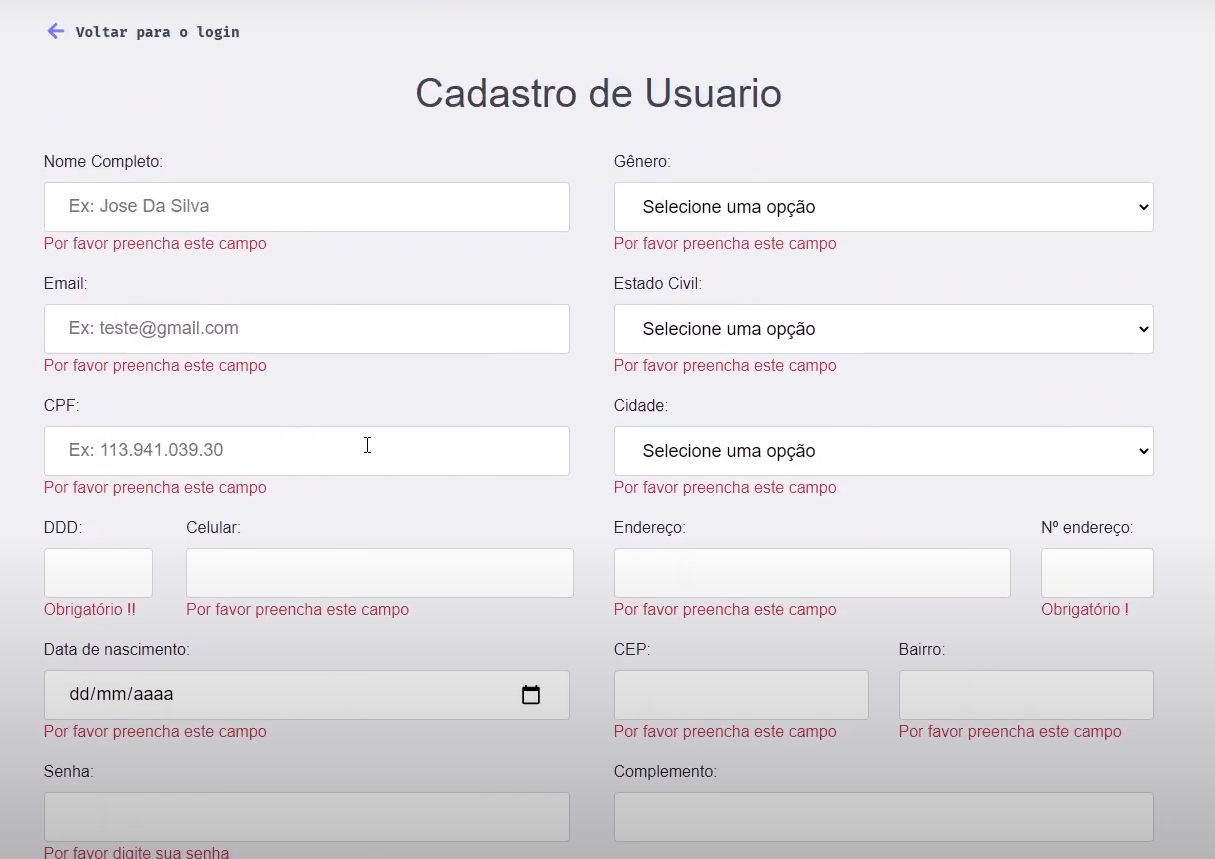 Voltar para o login
Cadastro de Usuario
Nome Completo: Gênero:
Ex: Jose Da Silva Selecione uma opção
Por favor preencha este campo Por favor preencha este campo
Email: Estado Civil:
Ex: teste@gmail.com Selecione uma opção
Por favor preencha este campo Por favor preencha este campo
CPF: Cidade:
Ex: 113.941.039.30 Selecione uma opção
Por favor preencha este campo Por favor preencha este campo
DDD: Celular: Endereço: Nº endereço:
Obrigatório !! Por favor preencha este campo Por favor preencha este campo Obrigatório !
Data de nascimento: CEP: Bairro:
dd/mm/aaaa
Por favor preencha este campo Por favor preencha este campo Por favor preencha este campo
Senha: Complemento:
Por favor digite sua senha